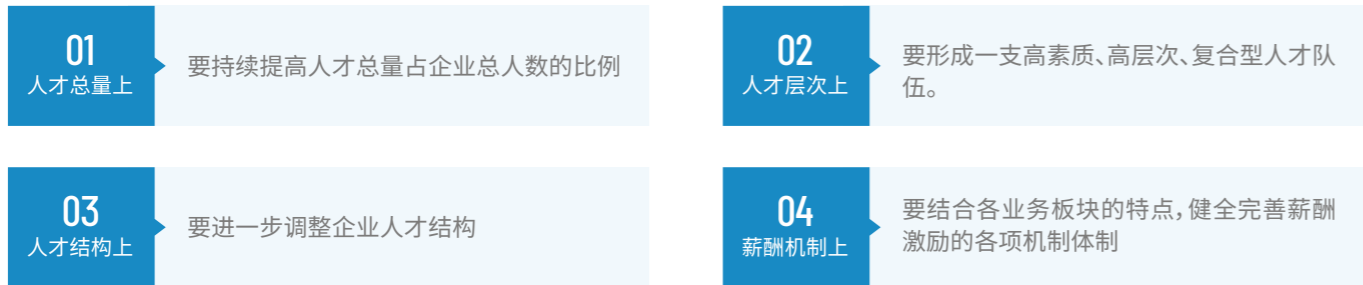 01
人才总量上
要持续提高人才总量占企业总人数的比例
02
人才层次上
要形成一支高素质、高层次、复合型人才队
伍。
03
人才结构上
要进一步调整企业人才结构
04
薪酬机制上
要结合各业务板块的特点，健全完善薪酬
激励的各项机制体制